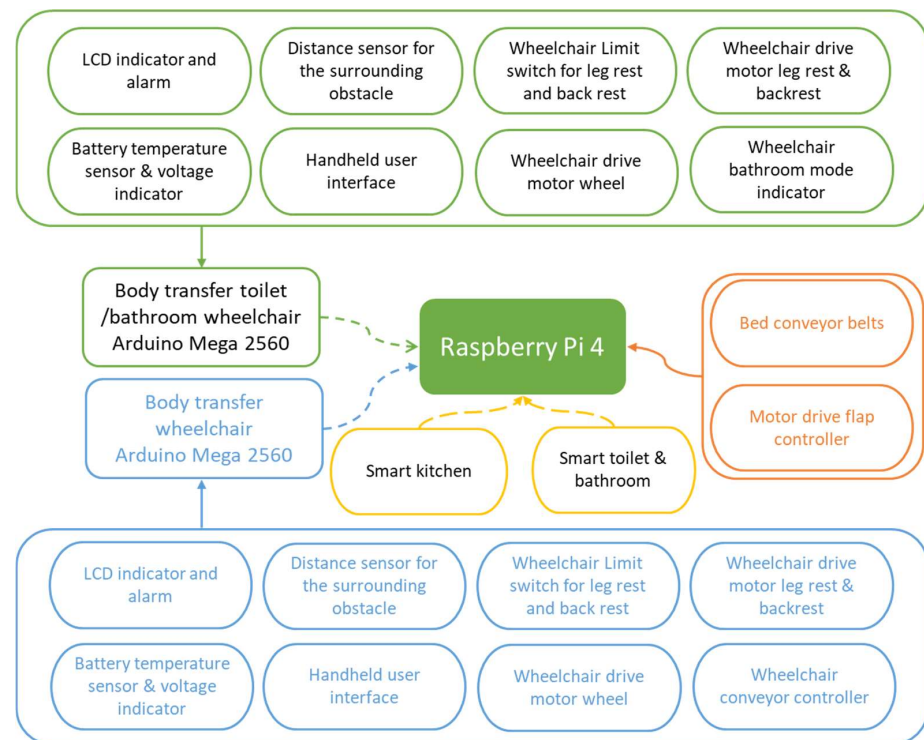 LCD indicator and
alarm
Distance sensor for
the surrounding
obstacle
Wheelchair Limit
switch for leg rest
and back rest
Wheelchair drive
motor leg rest &
backrest
Battery temperature
sensor & voltage
indicator
Handheld user
interface
Wheelchair drive
motor wheel
Wheelchair
bathroom mode
indicator
Body transfer toilet
/bathroom wheelchair
Arduino Mega 2560
Raspberry Pi 4
Bed conveyor belts
Body transfer
wheelchair
Arduino Mega 2560
Motor drive flap
controller
Smart kitchen
Smart toilet &
bathroom
LCD indicator and
alarm
Distance sensor for
the surrounding
obstacle
Wheelchair Limit
switch for leg rest
and back rest
Wheelchair drive
motor leg rest &
backrest
Battery temperature
sensor & voltage
indicator
Handheld user
interface
Wheelchair drive
motor wheel
Wheelchair
conveyor controller